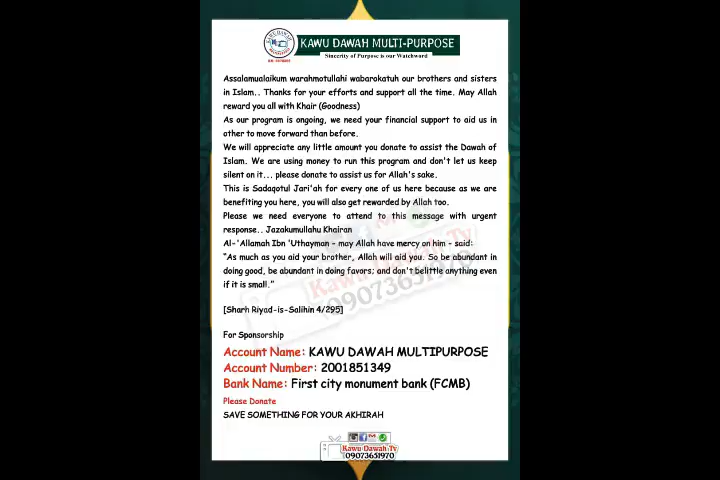 KAWU DAWAH MULTI-PURPOSE
Sincerity of Purpose is our Watchword
Assalamualaikum warahmotullahi wabarokatuh our brothers and sisters
in Islam.. Thanks for your efforts and support all the time. May Allah
reward you all with Khair (Goodness)
As our program is ongoing, we need your financial support to aid us in
other to move forward than before.
We will appreciate any little amount you donate to assist the Dawah of
Islam. We are using money to run this program and don't let us keep
silent on it... please donate to assist us for Allah's sake.
This is Sadaqotul Jari'ah for every one of us here because as we are
benefiting you here, you will also get rewarded by Allah too.
Please we need everyone to attend to this message with urgent
response.. Jazakumullahu Khairan
Al-'Allamah Ibn 'Uthayman - may Allah have mercy on him - said:
"As much as you aid your brother, Allah will aid you. So be abundant in
doing good, be abundant in doing favors; and don't belittle anything even
if it is small."
[Sharh Riyad-is-Salihin 4/295]
Kawu Dawah Tv
09073651970
For Sponsorship
Account Name: KAWU DAWAH MULTIPURPOSE
Account Number: 2001851349
Bank Name: First city monument bank (FCMB)
Please Donate
SAVE SOMETHING FOR YOUR AKHIRAH
Kawu Dawah Tv
09073651970